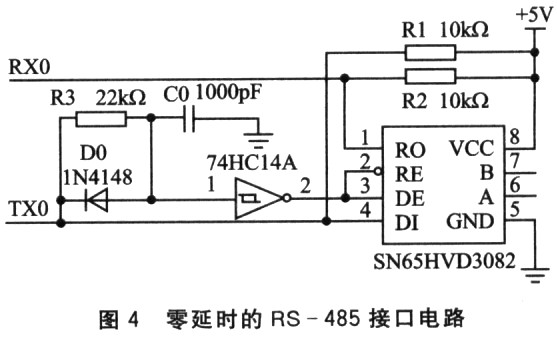 +5V
R1 10kΩ
RX0
R2 10kΩ
R3 22kΩ
C0 1000pF
D0
1N4148
74HC14A
1
2
TX0
1
2
3
4
RO
RE
DE
DI
VCC
B
A
GND
8
7
6
5
SN65HVD3082
图 4 零延时的 RS-485 接口电路